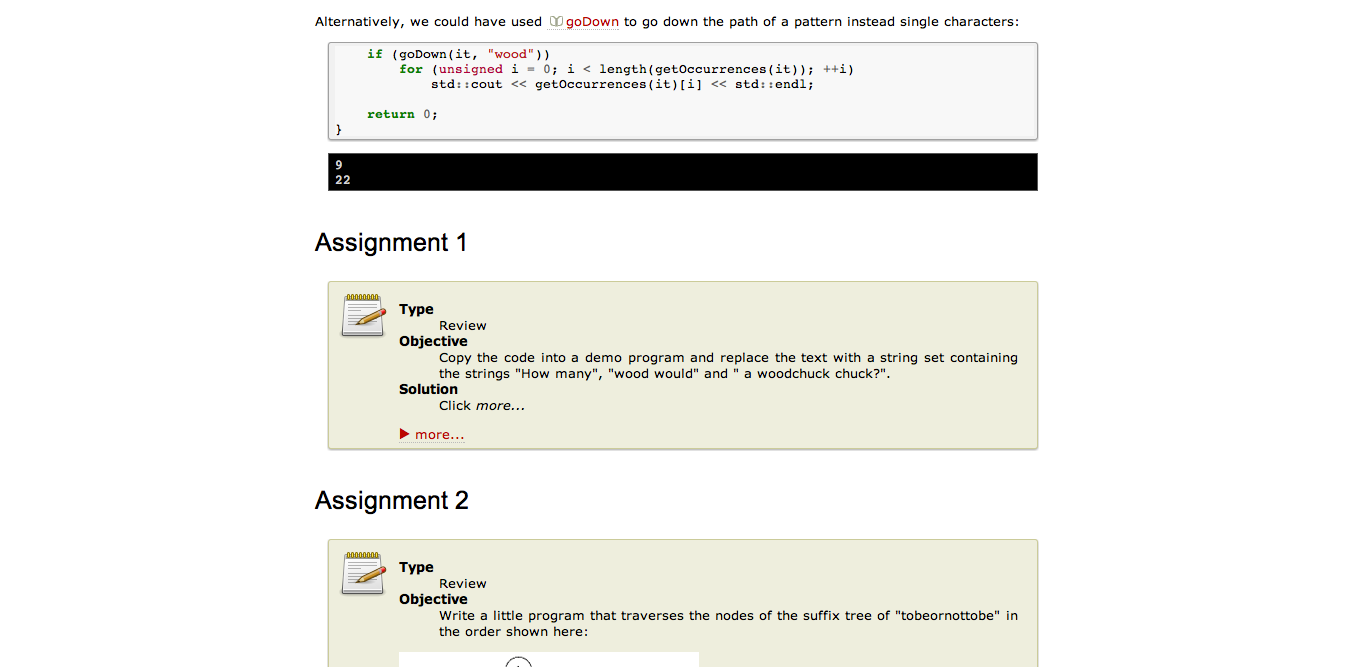 Alternatively, we could have used goDown to go down the path of a pattern instead single characters:
if (goDown(it, "wood"))
for (unsigned i = 0; i < length(getOccurrences(it)); ++i)
std::cout << getOccurrences(it)[i] << std::endl;
return 0;
}
9
22
Assignment 1
Type
Review
Objective
Copy the code into a demo program and replace the text with a string set containing
the strings "How many", "wood would" and " a woodchuck chuck?".
Solution
Click more...
more...
Assignment 2
Type
Review
Objective
Write a little program that traverses the nodes of the suffix tree of "tobeornottobe" in
the order shown here: